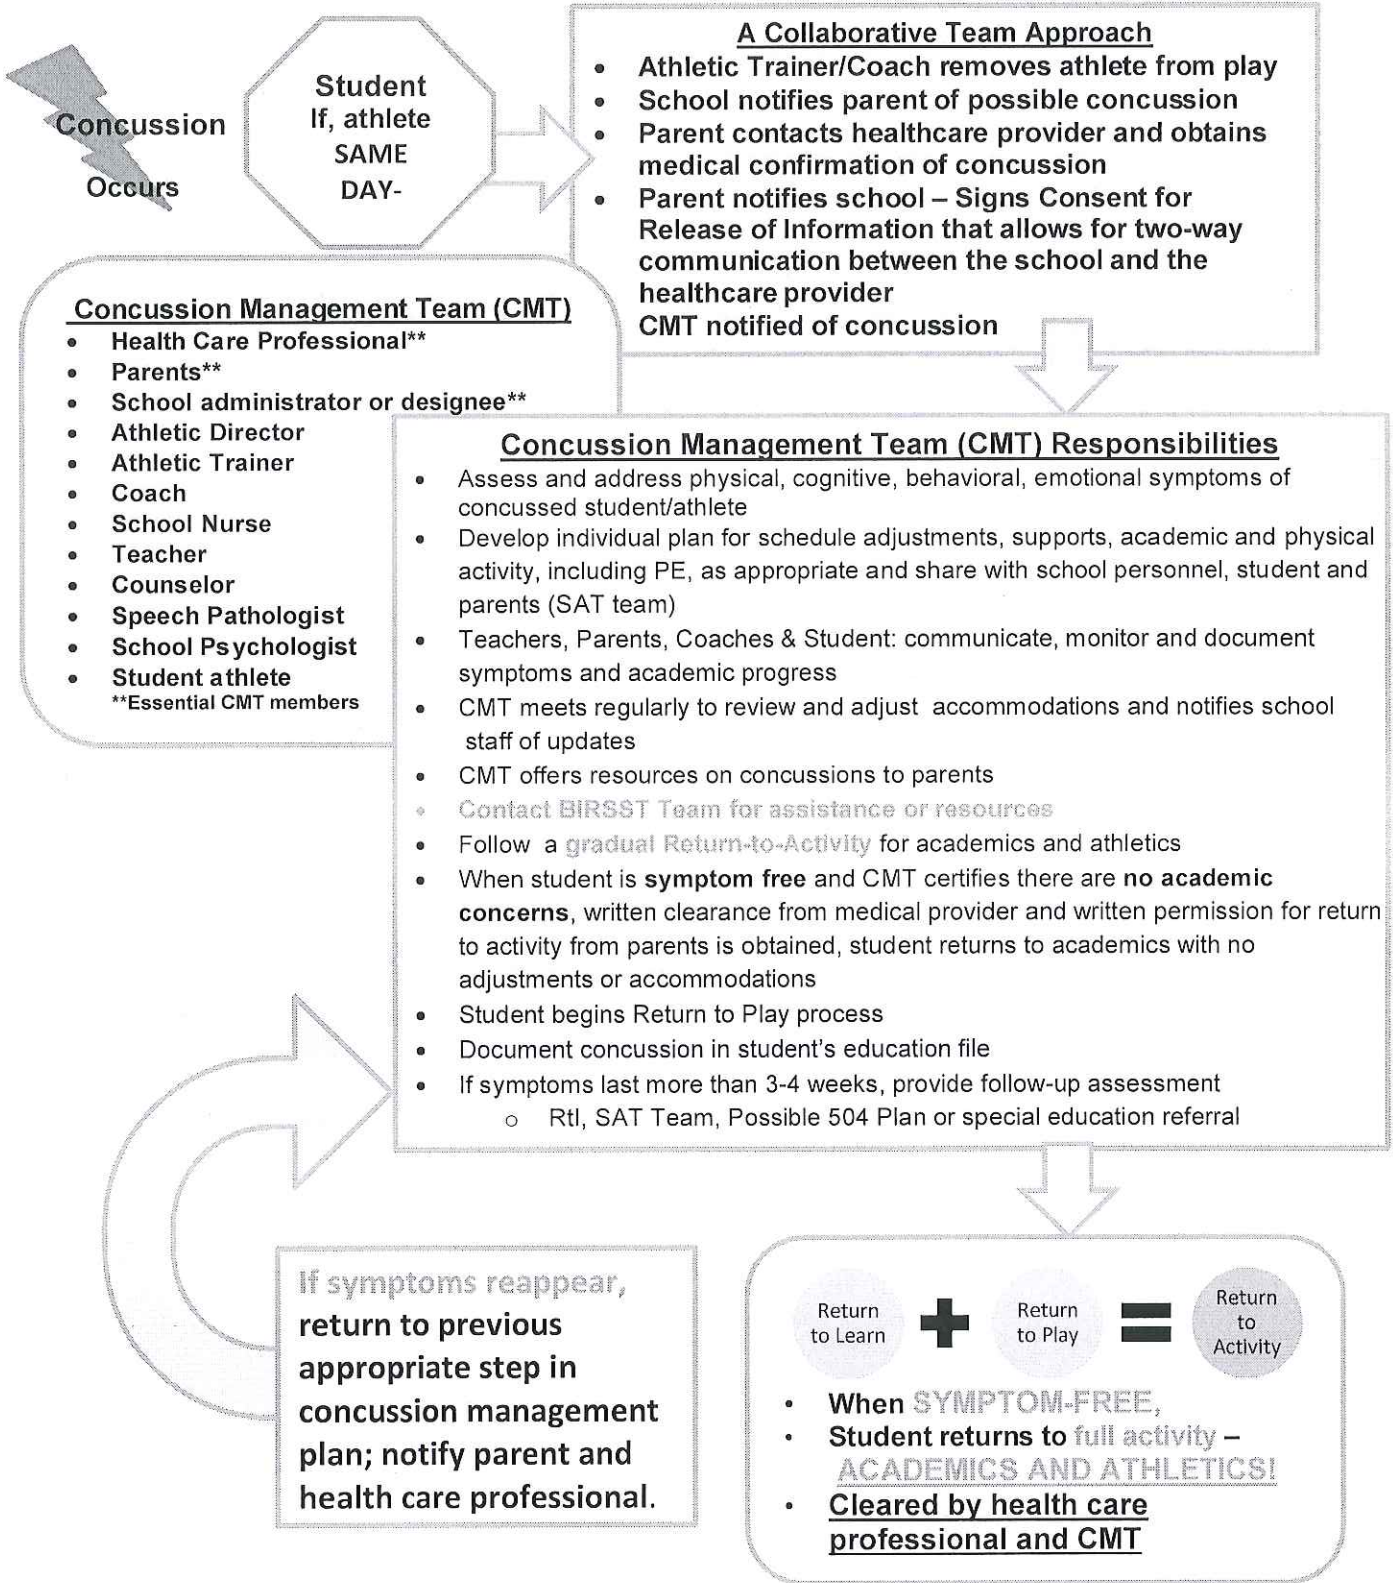 Concussion
Occurs
Student
If, athlete
SAME
DAY-
A Collaborative Team Approach
• Athletic Trainer/Coach removes athlete from play
• School notifies parent of possible concussion
• Parent contacts healthcare provider and obtains
medical confirmation of concussion
• Parent notifies school – Signs Consent for
Release of Information that allows for two-way
communication between the school and the
healthcare provider
CMT notified of concussion
Concussion Management Team (CMT)
• Health Care Professional**
• Parents**
• School administrator or designee**
• Athletic Director
• Athletic Trainer
• Coach
• School Nurse
• Teacher
• Counselor
• Speech Pathologist
• School Psychologist
• Student athlete
**Essential CMT members
Concussion Management Team (CMT) Responsibilities
• Assess and address physical, cognitive, behavioral, emotional symptoms of
concussed student/athlete
• Develop individual plan for schedule adjustments, supports, academic and physical
activity, including PE, as appropriate and share with school personnel, student and
parents (SAT team)
• Teachers, Parents, Coaches & Student: communicate, monitor and document
symptoms and academic progress
• CMT meets regularly to review and adjust accommodations and notifies school
staff of updates
• CMT offers resources on concussions to parents
• Contact BIRSST Team for assistance or resources
• Follow a gradual Return-to-Activity for academics and athletics
• When student is symptom free and CMT certifies there are no academic
concerns, written clearance from medical provider and written permission for return
to activity from parents is obtained, student returns to academics with no
adjustments or accommodations
• Student begins Return to Play process
• Document concussion in student's education file
• If symptoms last more than 3-4 weeks, provide follow-up assessment
o RtI, SAT Team, Possible 504 Plan or special education referral
If symptoms reappear,
return to previous
appropriate step in
concussion management
plan; notify parent and
health care professional.
Return
to Learn
+
Return
to Play
=
Return
to
Activity
• When SYMPTOM-FREE,
• Student returns to full activity –
ACADEMICS AND ATHLETICS!
• Cleared by health care
professional and CMT